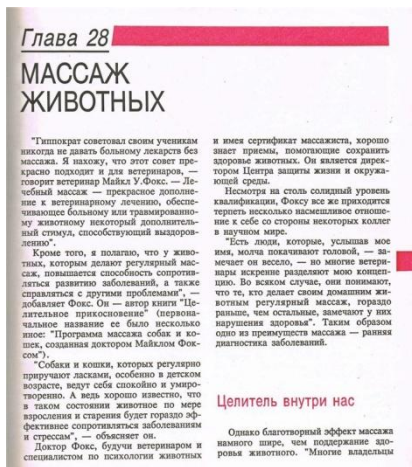 Глава 28
МАССАЖ
ЖИВОТНЫХ
"Гиппократ советовал своим ученикам
никогда не давать больному лекарств без
массажа. Я нахожу, что этот совет пре-
красно подходит и для ветеринаров, —
говорит ветеринар Майкл У.Фокс. — Ле-
чебный массаж — прекрасное дополне-
ние к ветеринарному лечению, обеспе-
чивающее больному или травмированно-
му животному некоторый дополнитель-
ный стимул, способствующий выздоров-
лению".
Кроме того, я полагаю, что у живот-
ных, которым делают регулярный мас-
саж, повышается способность сопротив-
ляться развитию заболеваний, а также
справляться с другими проблемами", —
добавляет Фокс. Он — автор книги "Це-
лительное прикосновение" (первона-
чальное название ее было несколько
иное: "Программа массажа собак и ко-
шек, созданная доктором Майклом Фок-
сом").
"Собаки и кошки, которых регулярно
приручают ласками, особенно в детском
возрасте, ведут себя спокойно и умиро-
творенно. А ведь хорошо известно, что
в таком состоянии животное по мере
взросления и старения будет гораздо эф-
фективнее сопротивляться заболеваниям
и стрессам", — объясняет он.
Доктор Фокс, будучи ветеринаром и
специалистом по психологии животных
и имея сертификат массажиста, хорошо
знает приемы, помогающие сохранить
здоровье животных. Он является дирек-
тором Центра защиты жизни и окружа-
ющей среды.
Несмотря на столь солидный уровень
квалификации, Фоксу все же приходится
терпеть несколько насмешливое отноше-
ние к себе со стороны некоторых коллег
в научном мире.
"Есть люди, которые, услышав мое
имя, молча покачивают головой, — за-
мечает он весело, — но многие ветери-
нары искренне разделяют мою концеп-
цию. Во всяком случае, они понимают,
что те, кто делает своим домашним жи-
вотным регулярный массаж, гораздо
раньше, чем остальные, замечают у них
нарушения здоровья". Таким образом
одно из преимуществ массажа — ранняя
диагностика заболеваний.
Целитель внутри нас
Однако благотворный эффект массажа
намного шире, чем поддержание здо-
ровья животного. "Многие владельцы